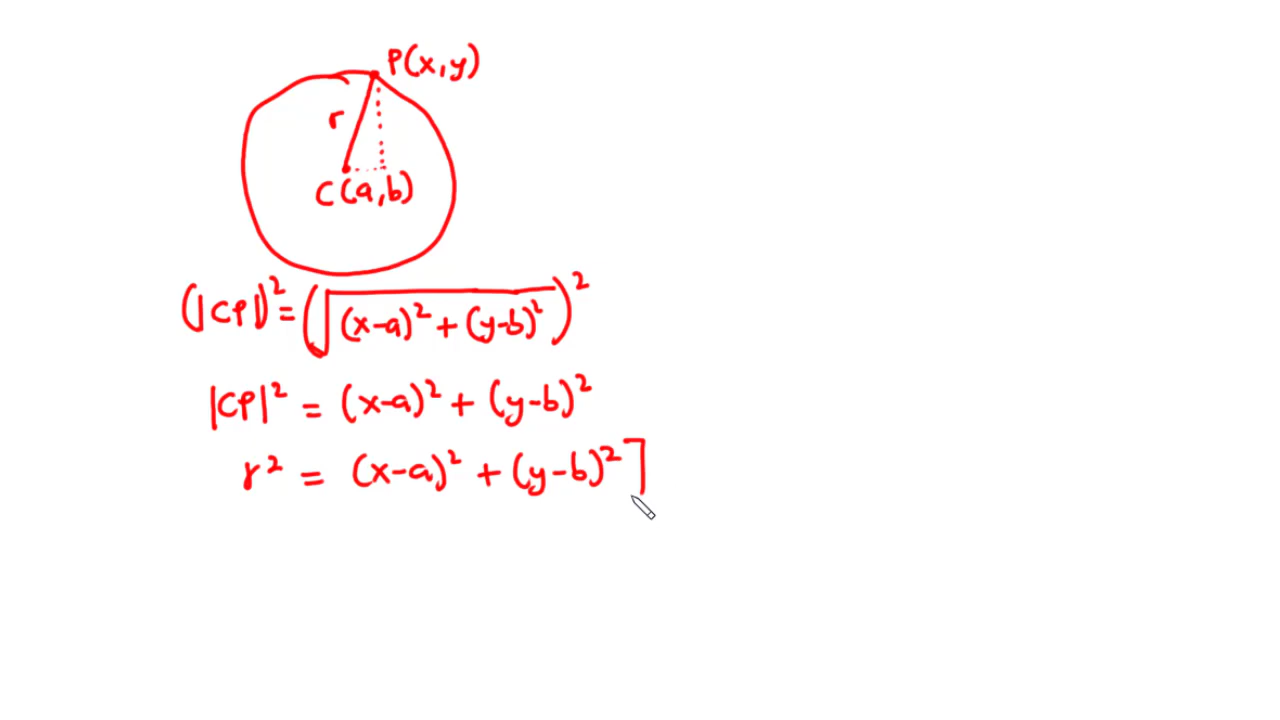 P(x,y)
r
C(a,b)
(|CP|)² = (√(x-a)² + (y-b)²)²
|CP|² = (x-a)² + (y-b)²
r² = (x-a)² + (y-b)²